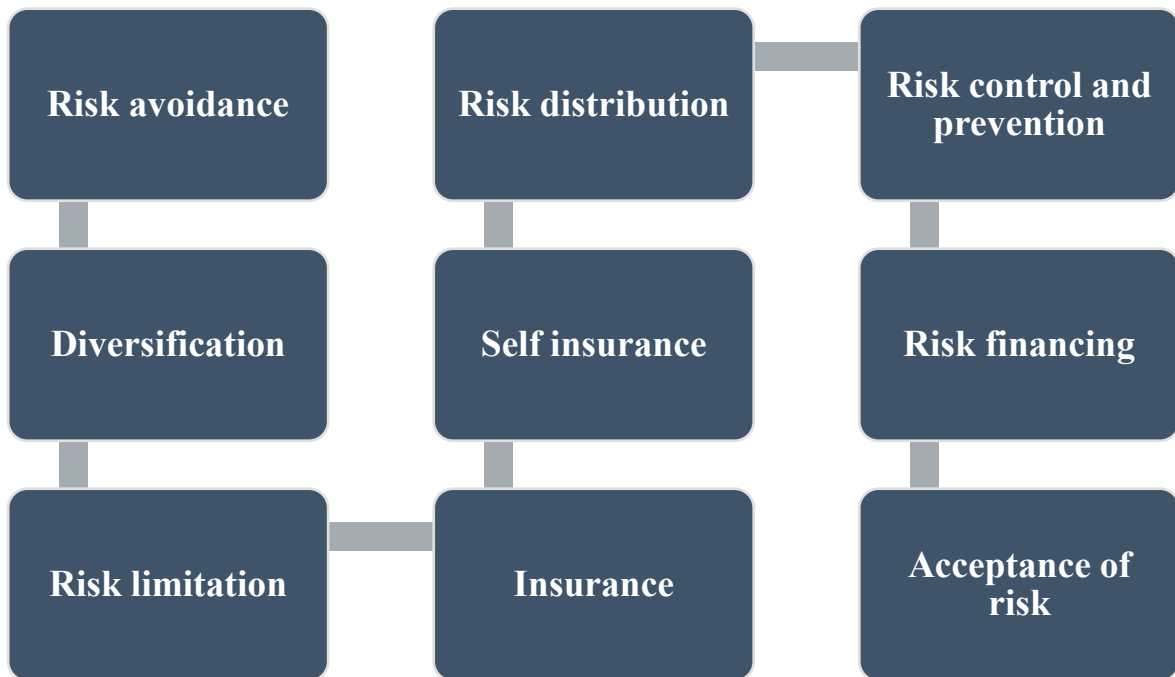 Risk avoidance
Diversification
Risk limitation
Insurance
Self insurance
Risk distribution
Risk control and
prevention
Risk financing
Acceptance of
risk